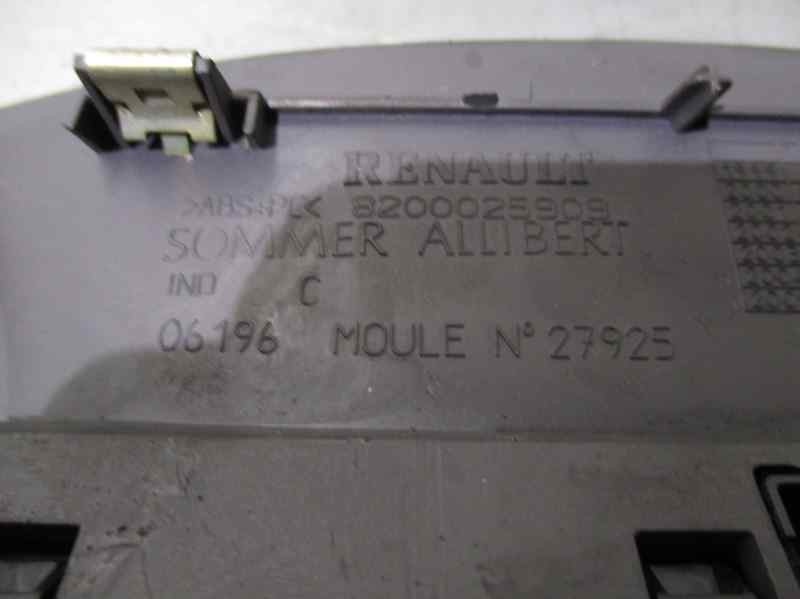 RENAULT
>ABS+PC< 8200025909
SOMMER ALLIBERT
IND C
06196 MOULE N° 27925